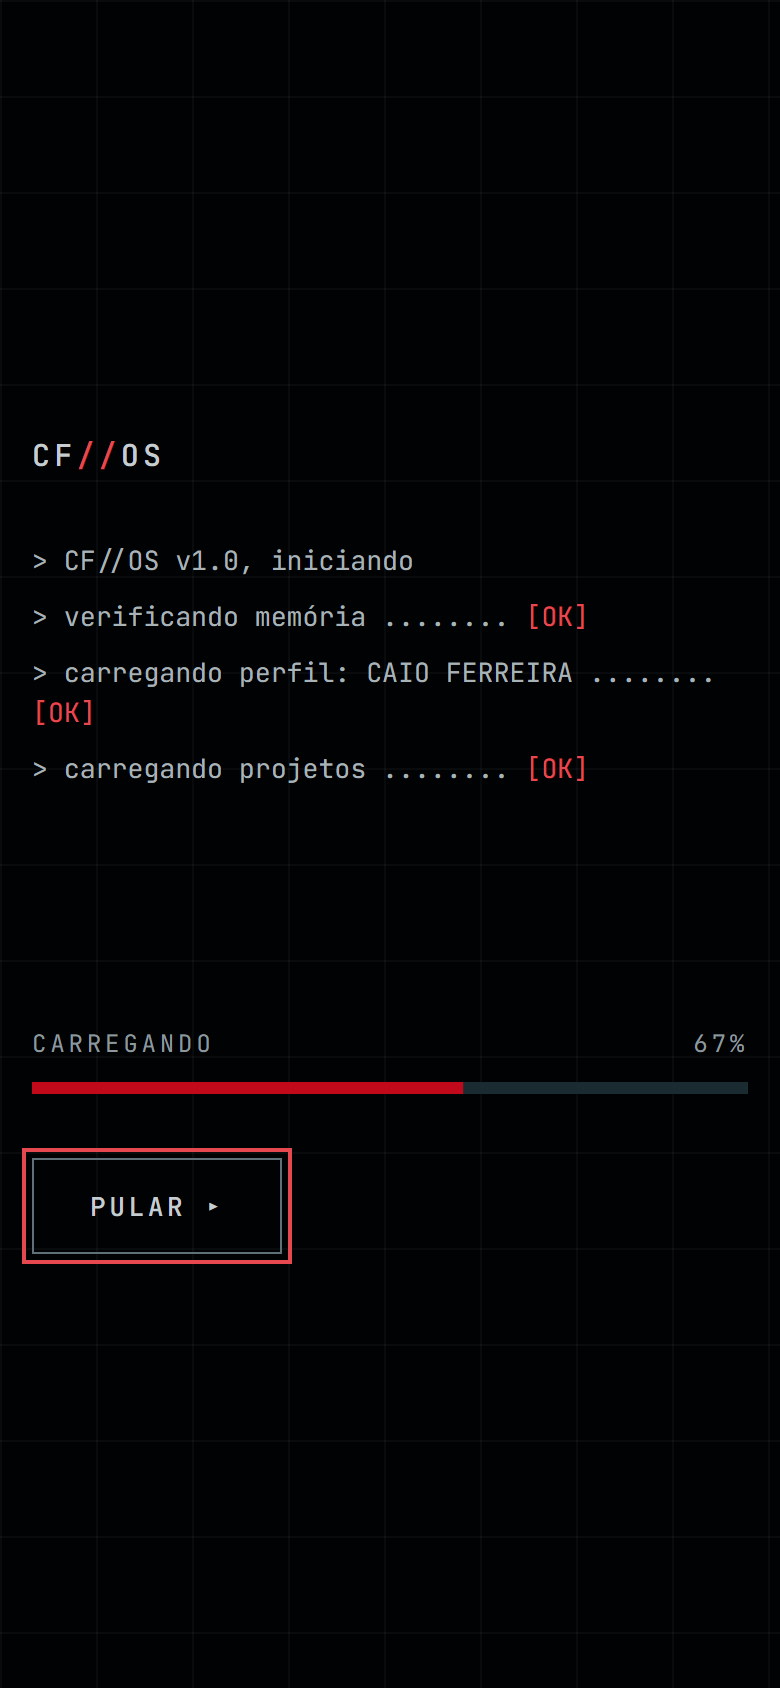 CF//OS
> CF//OS v1.0, iniciando
> verificando memória ........ [OK]
> carregando perfil: CAIO FERREIRA ........
[OK]
> carregando projetos ........ [OK]
CARREGANDO 67%
PULAR ▸